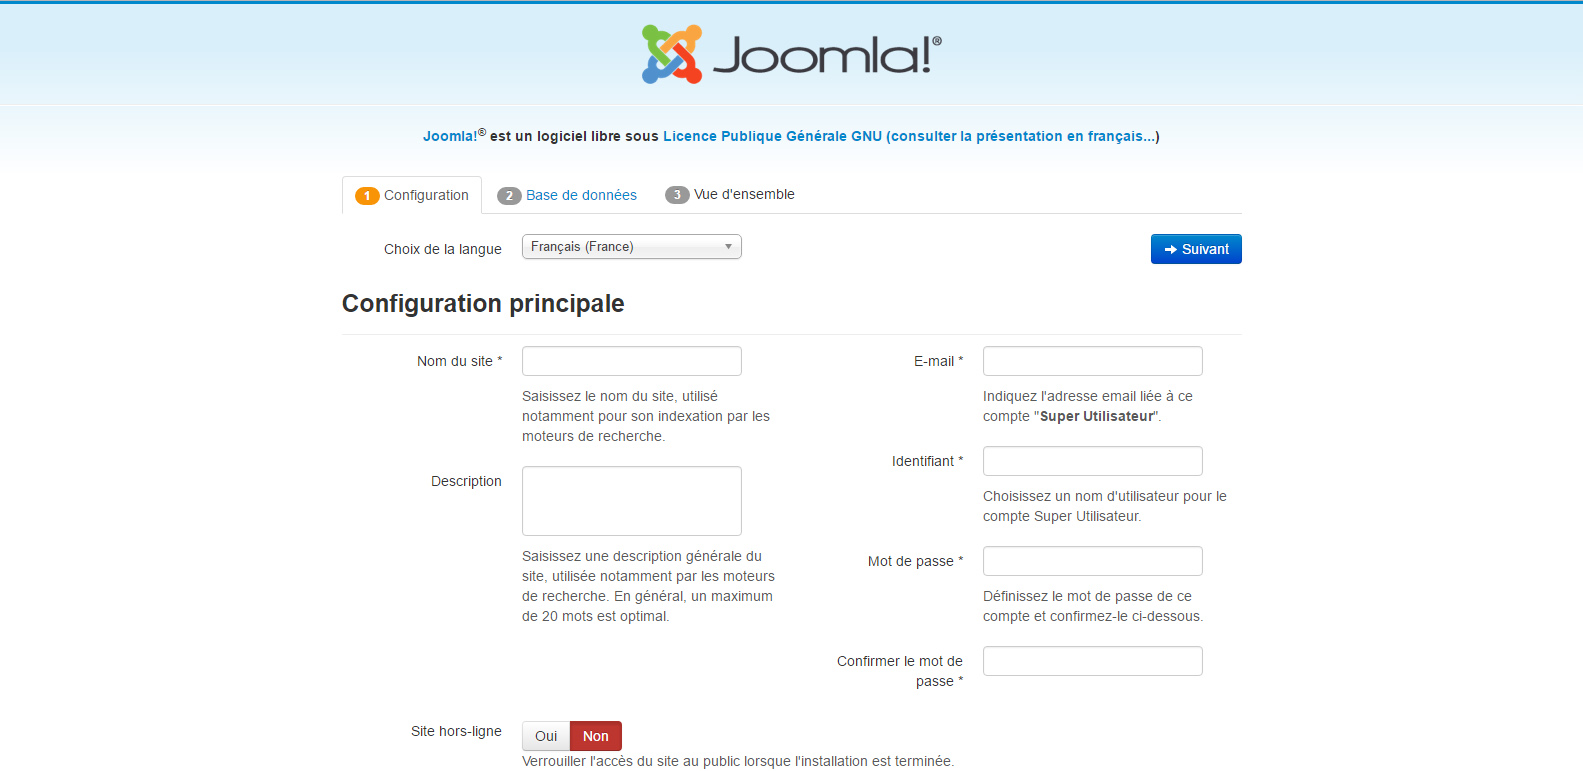 Joomla!®
Joomla!® est un logiciel libre sous Licence Publique Générale GNU (consulter la présentation en français...)
1 Configuration
2 Base de données
3 Vue d'ensemble
Choix de la langue
Français (France)
Suivant
Configuration principale
Nom du site *
Saisissez le nom du site, utilisé
notamment pour son indexation par les
moteurs de recherche.
Description
Saisissez une description générale du
site, utilisée notamment par les moteurs
de recherche. En général, un maximum
de 20 mots est optimal.
E-mail *
Indiquez l'adresse email liée à ce
compte "Super Utilisateur".
Identifiant *
Choisissez un nom d'utilisateur pour le
compte Super Utilisateur.
Mot de passe *
Définissez le mot de passe de ce
compte et confirmez-le ci-dessous.
Confirmer le mot de
passe *
Site hors-ligne
Oui
Non
Verrouiller l'accès du site au public lorsque l'installation est terminée.